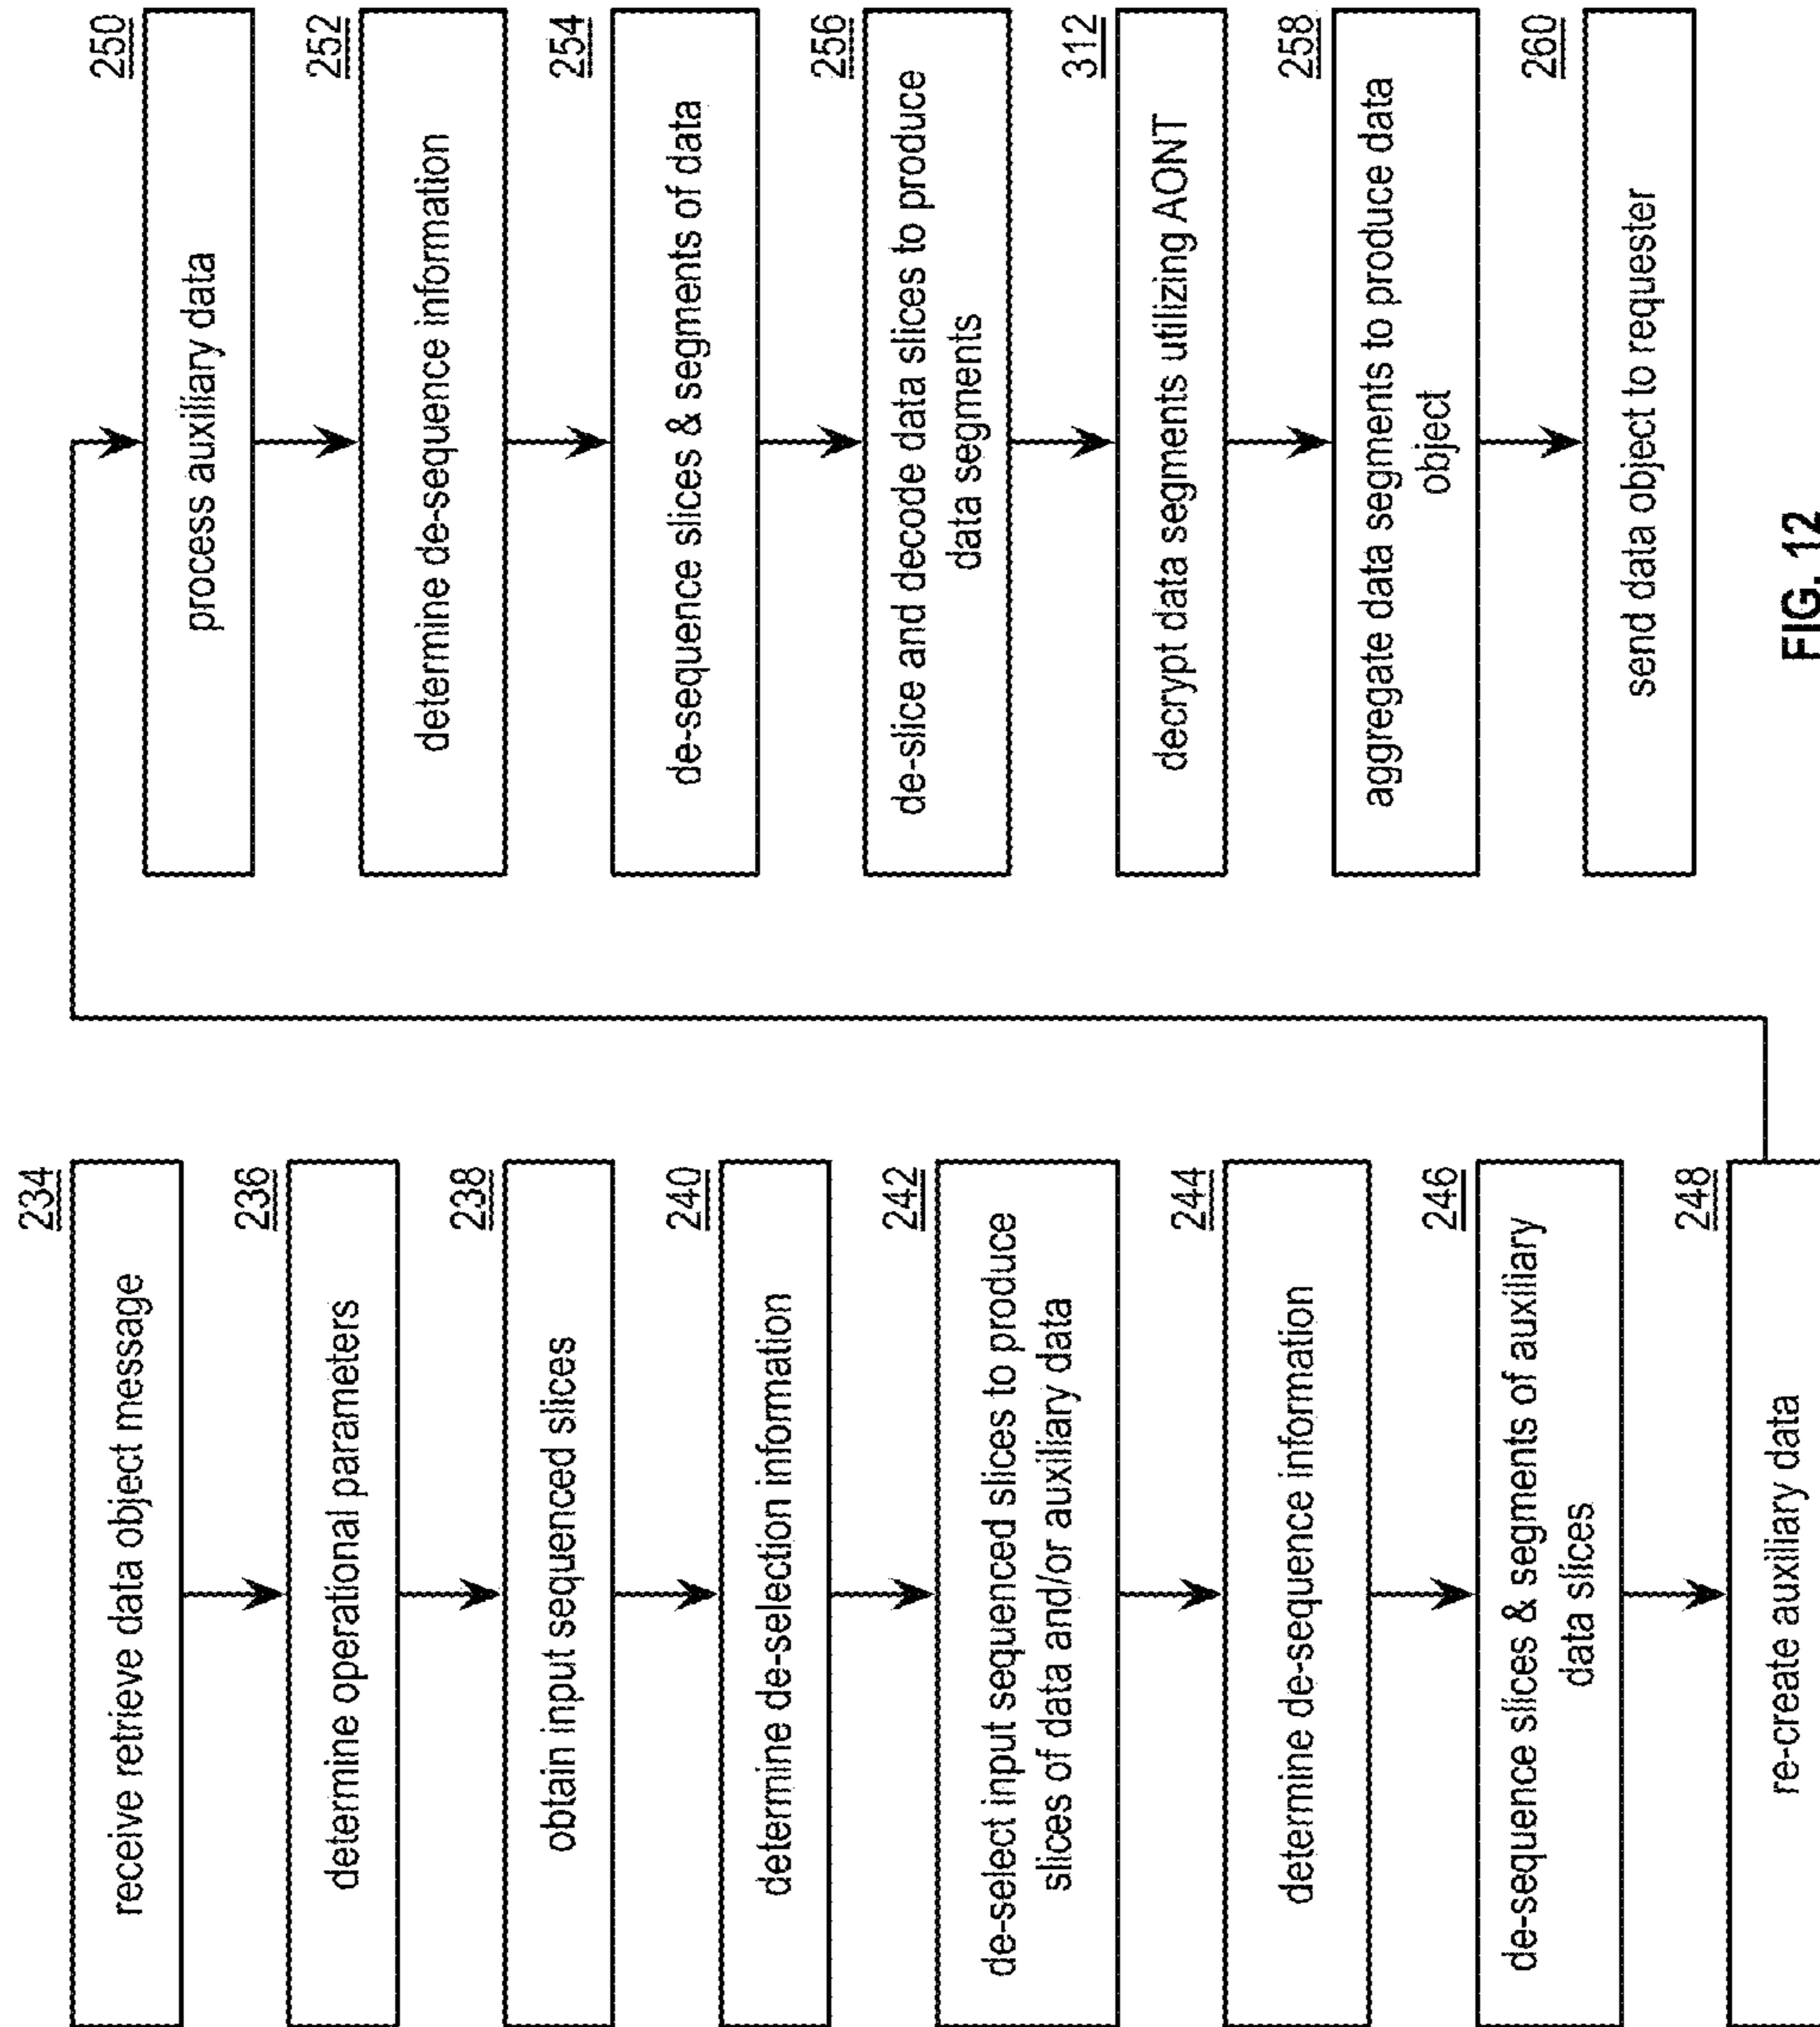 234
receive retrieve data object message
236
determine operational parameters
238
obtain input sequenced slices
240
determine de-selection information
242
de-select input sequenced slices to produce
slices of data and/or auxiliary data
244
determine de-sequence information
246
de-sequence slices & segments of auxiliary
data slices
248
re-create auxiliary data
250
process auxiliary data
252
determine de-sequence information
254
de-sequence slices & segments of data
256
de-slice and decode data slices to produce
data segments
312
decrypt data segments utilizing AONT
258
aggregate data segments to produce data
object
260
send data object to requester
FIG. 12